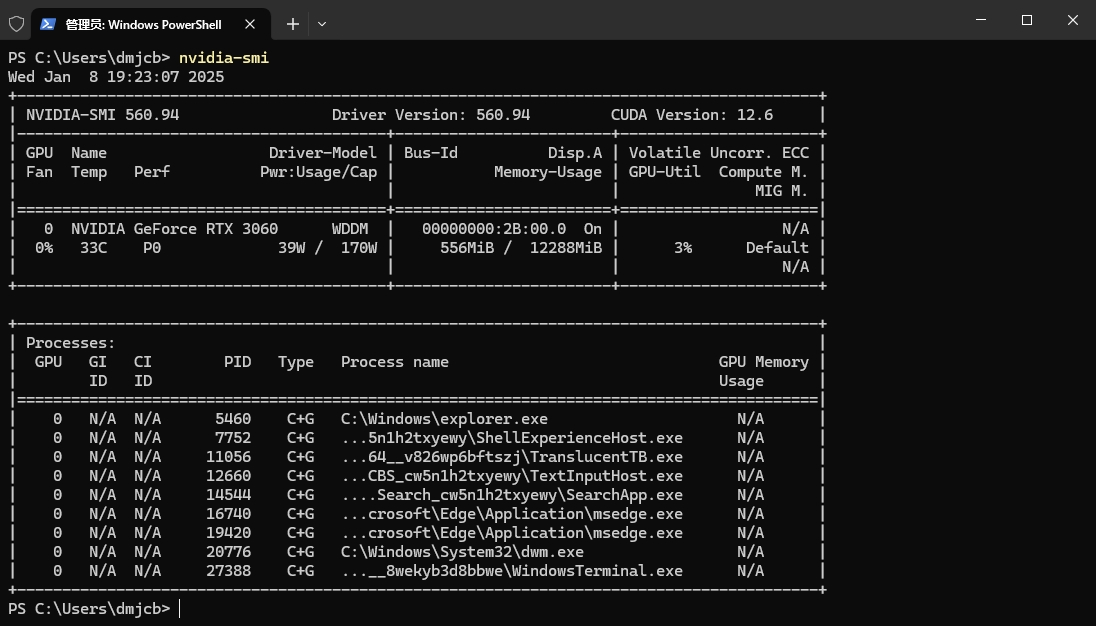 管理员: Windows PowerShell
PS C:\Users\dmjcb> nvidia-smi
Wed Jan  8 19:23:07 2025
+-----------------------------------------------------------------------------------------+
| NVIDIA-SMI 560.94                 Driver Version: 560.94         CUDA Version: 12.6     |
|-----------------------------------------+------------------------+----------------------+
| GPU  Name                  Driver-Model | Bus-Id          Disp.A | Volatile Uncorr. ECC |
| Fan  Temp   Perf          Pwr:Usage/Cap |           Memory-Usage | GPU-Util  Compute M. |
|                                         |                        |               MIG M. |
|=========================================+========================+======================|
|   0  NVIDIA GeForce RTX 3060      WDDM  |   00000000:2B:00.0  On |                  N/A |
|  0%   33C    P0             39W /  170W |     556MiB /  12288MiB |      3%      Default |
|                                         |                        |                  N/A |
+-----------------------------------------+------------------------+----------------------+
+-----------------------------------------------------------------------------------------+
| Processes:                                                                              |
|  GPU   GI   CI        PID   Type   Process name                              GPU Memory |
|        ID   ID                                                               Usage      |
|=========================================================================================|
|    0   N/A  N/A      5460    C+G   C:\Windows\explorer.exe                     N/A      |
|    0   N/A  N/A      7752    C+G   ...5n1h2txyewy\ShellExperienceHost.exe      N/A      |
|    0   N/A  N/A     11056    C+G   ...64__v826wp6bftszj\TranslucentTB.exe      N/A      |
|    0   N/A  N/A     12660    C+G   ...CBS_cw5n1h2txyewy\TextInputHost.exe      N/A      |
|    0   N/A  N/A     14544    C+G   ....Search_cw5n1h2txyewy\SearchApp.exe      N/A      |
|    0   N/A  N/A     16740    C+G   ...crosoft\Edge\Application\msedge.exe      N/A      |
|    0   N/A  N/A     19420    C+G   ...crosoft\Edge\Application\msedge.exe      N/A      |
|    0   N/A  N/A     20776    C+G   C:\Windows\System32\dwm.exe                 N/A      |
|    0   N/A  N/A     27388    C+G   ...__8wekyb3d8bbwe\WindowsTerminal.exe      N/A      |
+-----------------------------------------------------------------------------------------+
PS C:\Users\dmjcb>